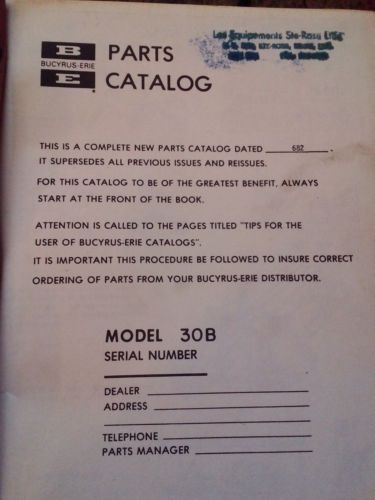 B
BUCYRUS-ERIE
E
PARTS
CATALOG
Les Equipements Ste-Rose Ltée
THIS IS A COMPLETE NEW PARTS CATALOG DATED 682 .
IT SUPERSEDES ALL PREVIOUS ISSUES AND REISSUES.
FOR THIS CATALOG TO BE OF THE GREATEST BENEFIT, ALWAYS
START AT THE FRONT OF THE BOOK.
ATTENTION IS CALLED TO THE PAGES TITLED "TIPS FOR THE
USER OF BUCYRUS-ERIE CATALOGS".
IT IS IMPORTANT THIS PROCEDURE BE FOLLOWED TO INSURE CORRECT
ORDERING OF PARTS FROM YOUR BUCYRUS-ERIE DISTRIBUTOR.
MODEL 30B
SERIAL NUMBER
DEALER
ADDRESS
TELEPHONE
PARTS MANAGER